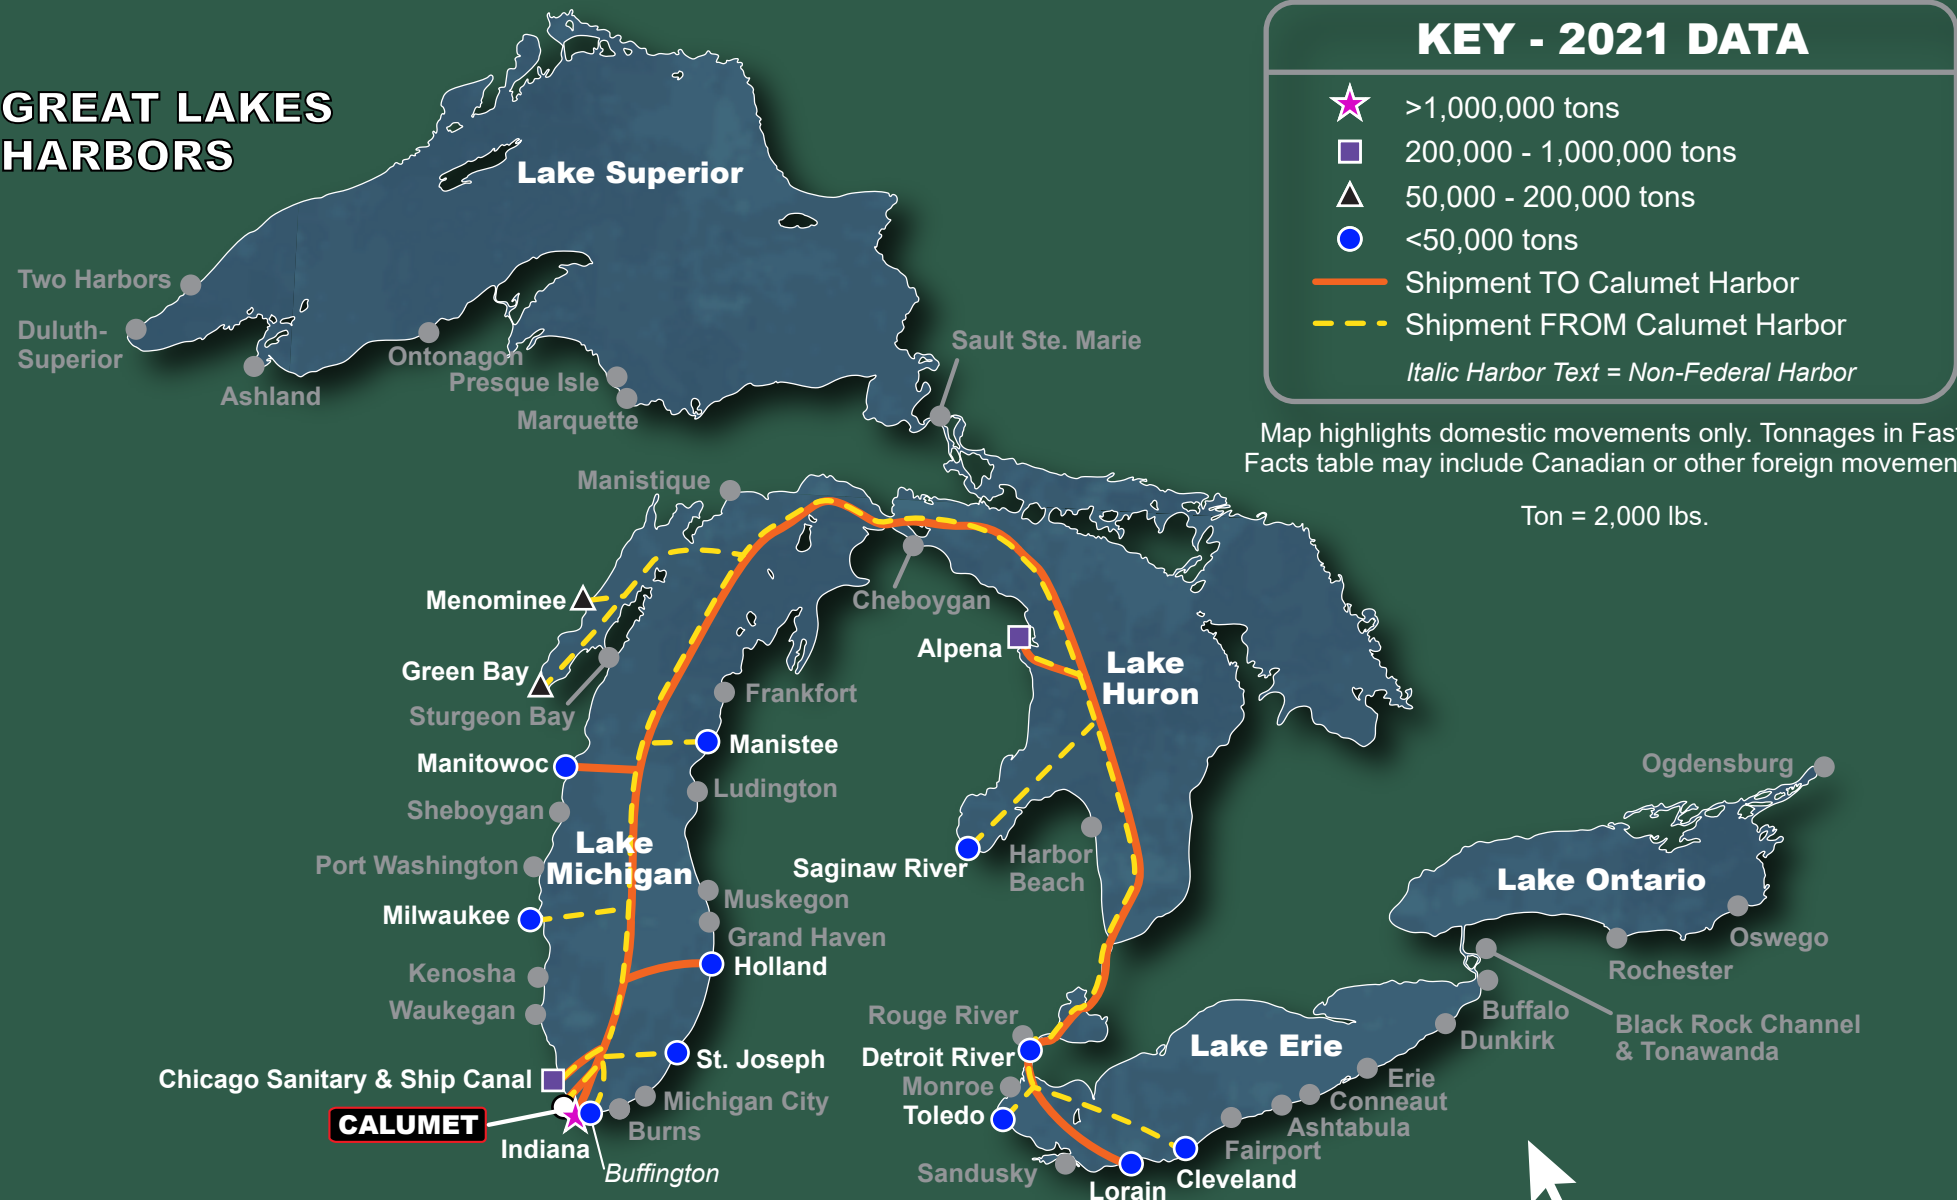 GREAT LAKES
HARBORS
KEY - 2021 DATA
>1,000,000 tons
200,000 - 1,000,000 tons
50,000 - 200,000 tons
<50,000 tons
Shipment TO Calumet Harbor
Shipment FROM Calumet Harbor
Italic Harbor Text = Non-Federal Harbor
Map highlights domestic movements only. Tonnages in Fas
Facts table may include Canadian or other foreign movemen
Ton = 2,000 lbs.
Lake Superior
Two Harbors
Duluth-
Superior
Ashland
Ontonagon
Presque Isle
Marquette
Sault Ste. Marie
Manistique
Menominee
Green Bay
Sturgeon Bay
Cheboygan
Alpena
Lake
Huron
Frankfort
Manistee
Manitowoc
Ludington
Sheboygan
Lake
Michigan
Port Washington
Muskegon
Milwaukee
Grand Haven
Holland
Kenosha
Waukegan
Saginaw River
Harbor
Beach
Ogdensburg
Lake Ontario
Oswego
Rochester
Buffalo
Black Rock Channel
& Tonawanda
Dunkirk
Lake Erie
Erie
Conneaut
Ashtabula
Fairport
Cleveland
Lorain
Sandusky
Rouge River
Detroit River
Monroe
Toledo
St. Joseph
Chicago Sanitary & Ship Canal
Michigan City
CALUMET
Burns
Indiana
Buffington